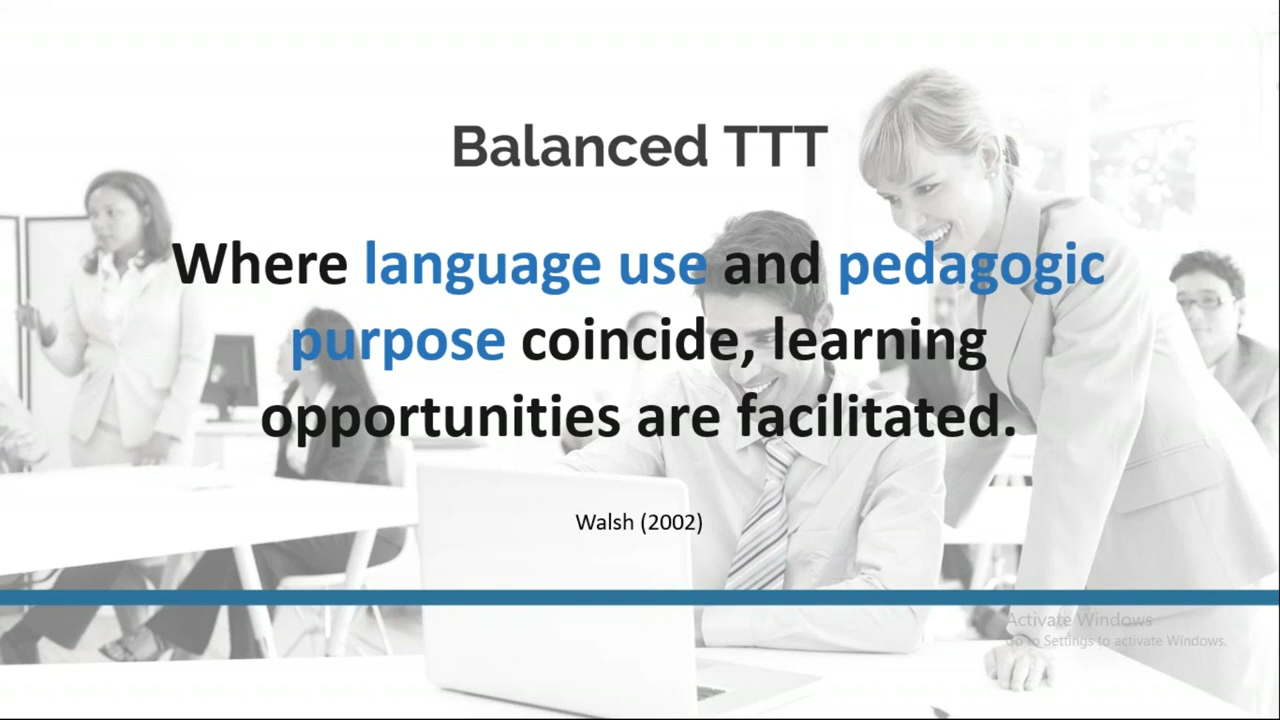 Balanced TTT
Where language use and pedagogic
purpose coincide, learning
opportunities are facilitated.
Walsh (2002)
Activate Windows
Go to Settings to activate Windows.